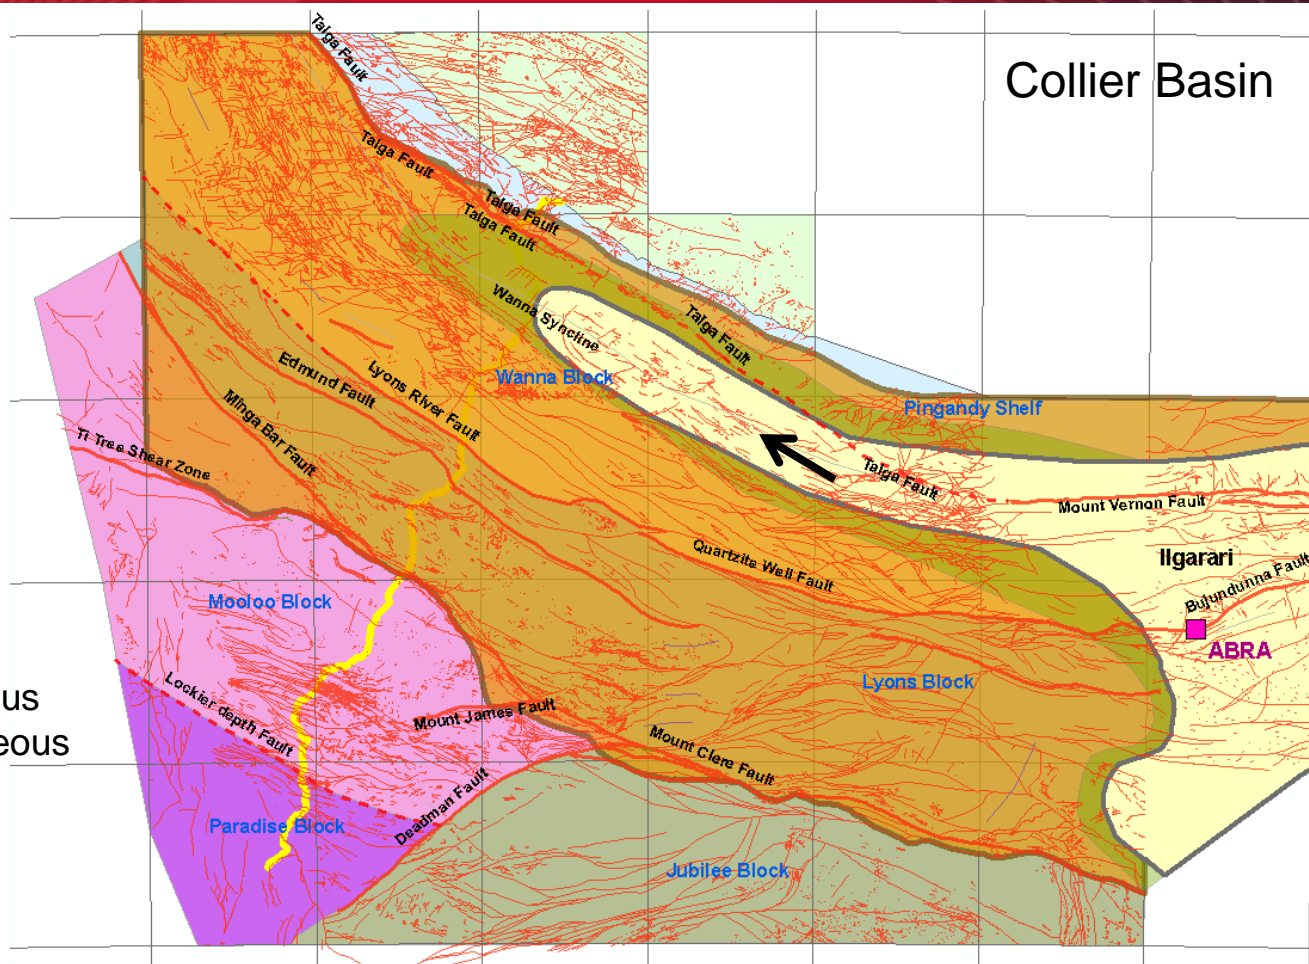 Collier Basin
Talga Fault
Talga Fault
Talga Fault
Talga Fault
Wanna Syncline
Talga Fault
Wanna Block
Pingandy Shelf
Edmund Fault
Lyons River Fault
Minga Bar Fault
Ti Tree Shear Zone
Talga Fault
Mount Vernon Fault
Quartzite Well Fault
Ilgarari
Bujundunna Fault
ABRA
Mooloo Block
Lyons Block
us
eous
Lockier depth Fault
Mount James Fault
Mount Clere Fault
Paradise Block
Deadman Fault
Jubilee Block